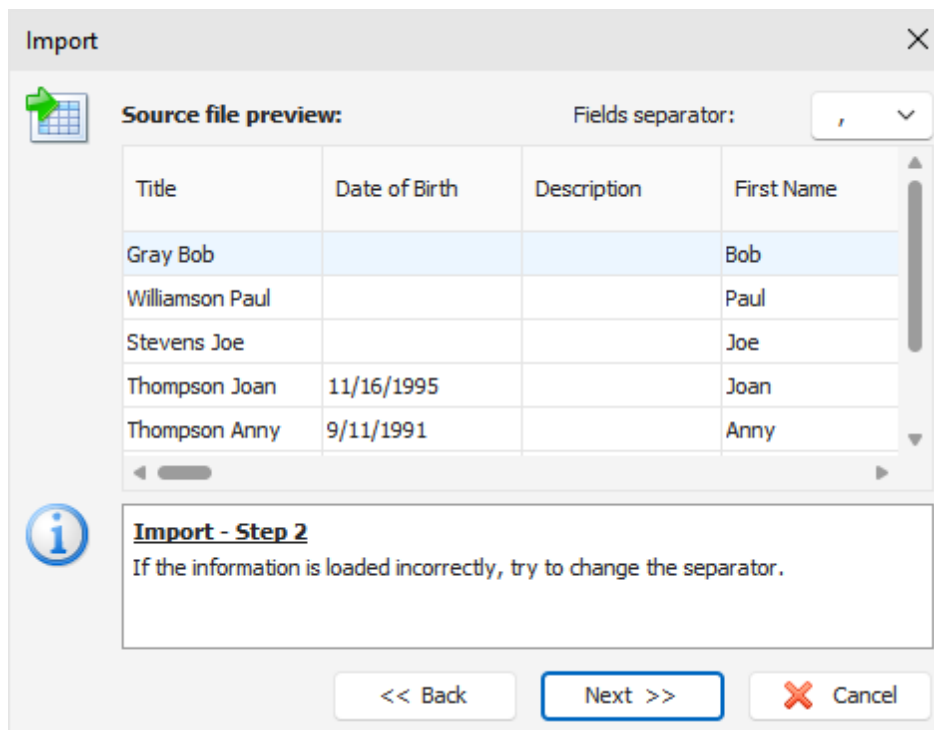 Import
Source file preview: Fields separator: ,
Title Date of Birth Description First Name
Gray Bob Bob
Williamson Paul Paul
Stevens Joe Joe
Thompson Joan 11/16/1995 Joan
Thompson Anny 9/11/1991 Anny
Import - Step 2
If the information is loaded incorrectly, try to change the separator.
<< Back Next >> Cancel